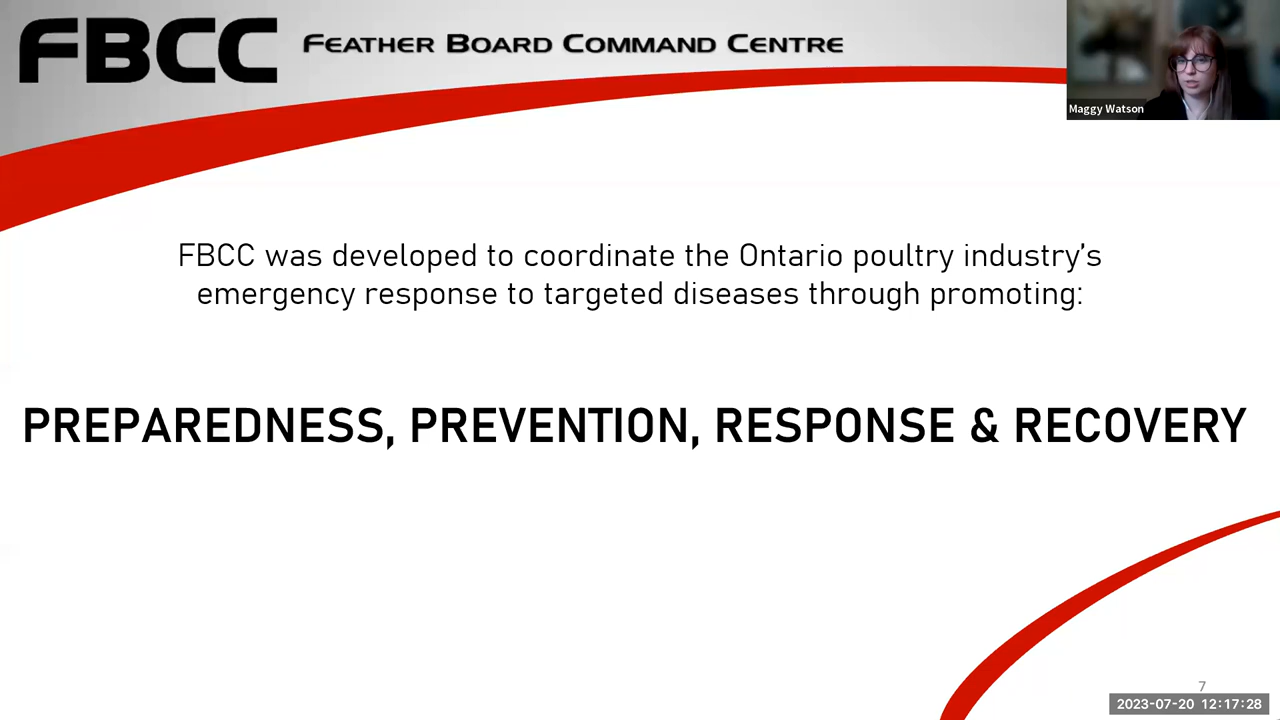 FBCC FEATHER BOARD COMMAND CENTRE
Maggy Watson
FBCC was developed to coordinate the Ontario poultry industry's
emergency response to targeted diseases through promoting:
PREPAREDNESS, PREVENTION, RESPONSE & RECOVERY
7
2023-07-20 12:17:28